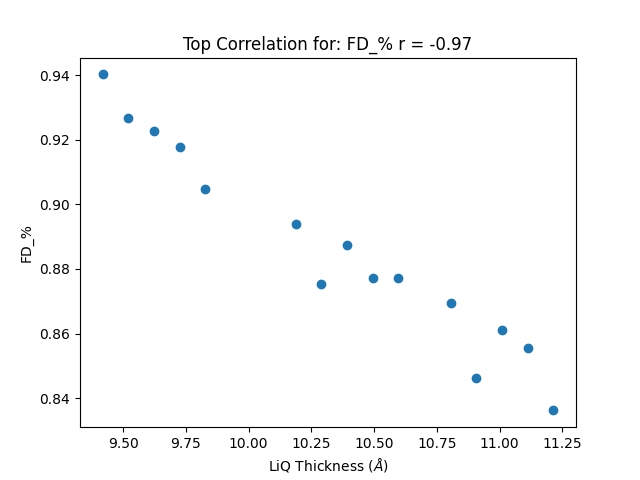 Top Correlation for: FD_% r = -0.97
0.94
0.92
0.90
0.88
0.86
0.84
FD_%
9.50 9.75 10.00 10.25 10.50 10.75 11.00 11.25
LiQ Thickness (Å)